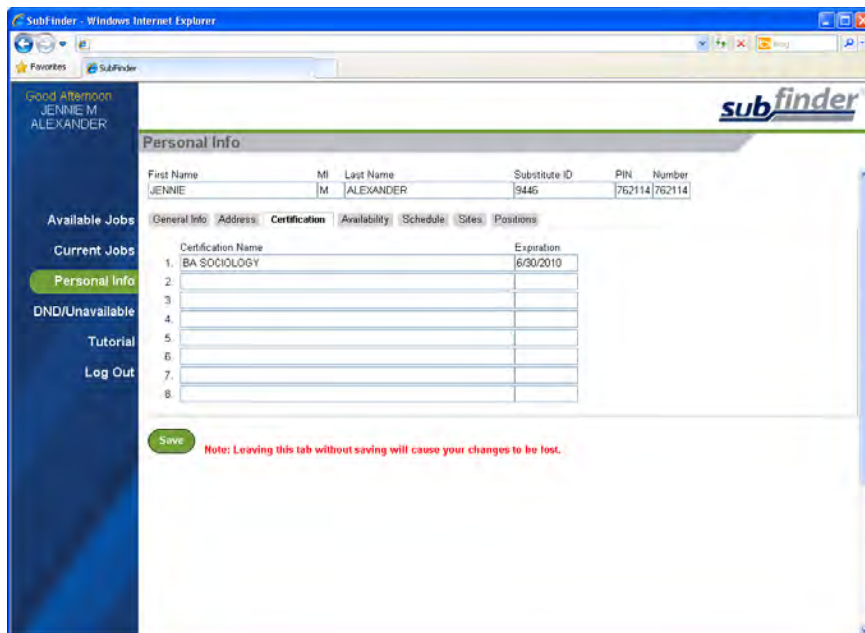 SubFinder - Windows Internet Explorer
Favorites SubFinder
Good Afternoon
JENNIE M
ALEXANDER
subfinder
Personal Info
First Name MI Last Name Substitute ID PIN Number
JENNIE M ALEXANDER 9446 762114 762114
Available Jobs
Current Jobs
Personal Info
DND/Unavailable
Tutorial
Log Out
General Info Address Certification Availability Schedule Sites Positions
Certification Name Expiration
1. BA SOCIOLOGY 6/30/2010
2.
3.
4.
5.
6.
7.
8.
Save
Note: Leaving this tab without saving will cause your changes to be lost.